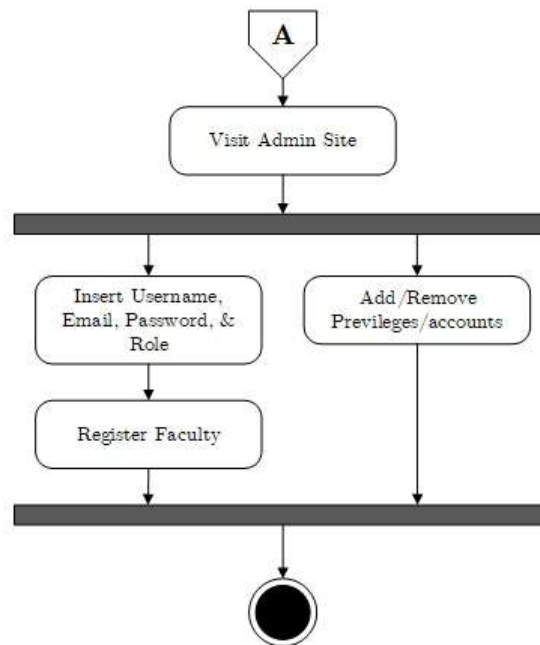 A
Visit Admin Site
Insert Username,
Email, Password, &
Role
Add/Remove
Previleges/accounts
Register Faculty